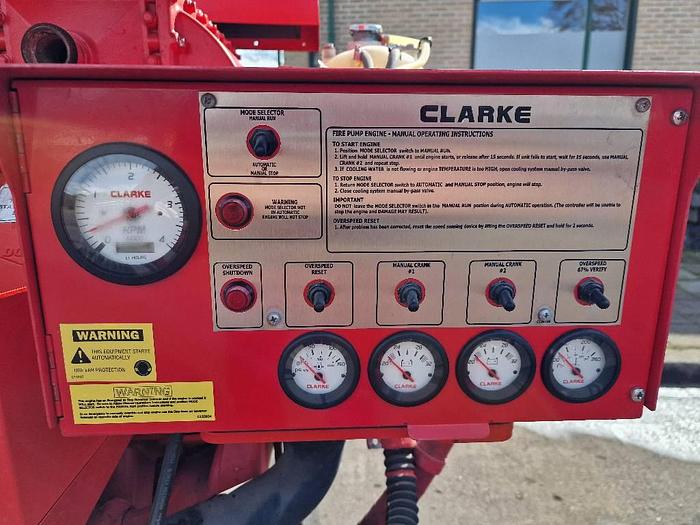 CLARKE
MODE SELECTOR
MANUAL RUN
AUTOMATIC
&
MANUAL STOP
FIRE PUMP ENGINE - MANUAL OPERATING INSTRUCTIONS
TO START ENGINE
1. Position MODE SELECTOR switch to MANUAL RUN.
2. Lift and hold MANUAL CRANK #1 until engine starts, or release after 15 seconds. If unit fails to start, wait for 15 seconds, use MANUAL
CRANK #2 and repeat step.
3. IF COOLING WATER is not flowing or engine TEMPERATURE is too HIGH, open cooling system manual by-pass valve.
TO STOP ENGINE
1. Return MODE SELECTOR switch to AUTOMATIC and MANUAL STOP position, engine will stop.
2. Close cooling system manual by-pass valve.
IMPORTANT
DO NOT leave the MODE SELECTOR switch in the MANUAL RUN position during AUTOMATIC operation. (The controller will be unable to
stop the engine and DAMAGE MAY RESULT).
OVERSPEED RESET
1. After problem has been corrected, reset the speed sensing device by lifting the OVERSPEED RESET and hold for 2 seconds.
WARNING
MODE SELECTOR NOT
IN AUTOMATIC
ENGINE WILL NOT STOP
OVERSPEED
SHUTDOWN
OVERSPEED
RESET
MANUAL CRANK
#1
MANUAL CRANK
#2
OVERSPEED
67% VERIFY
0 1 2 3 4
CLARKE
RPM
HOURS
WARNING
THIS EQUIPMENT STARTS
AUTOMATICALLY
WARNING
CLARKE
CLARKE
CLARKE
CLARKE